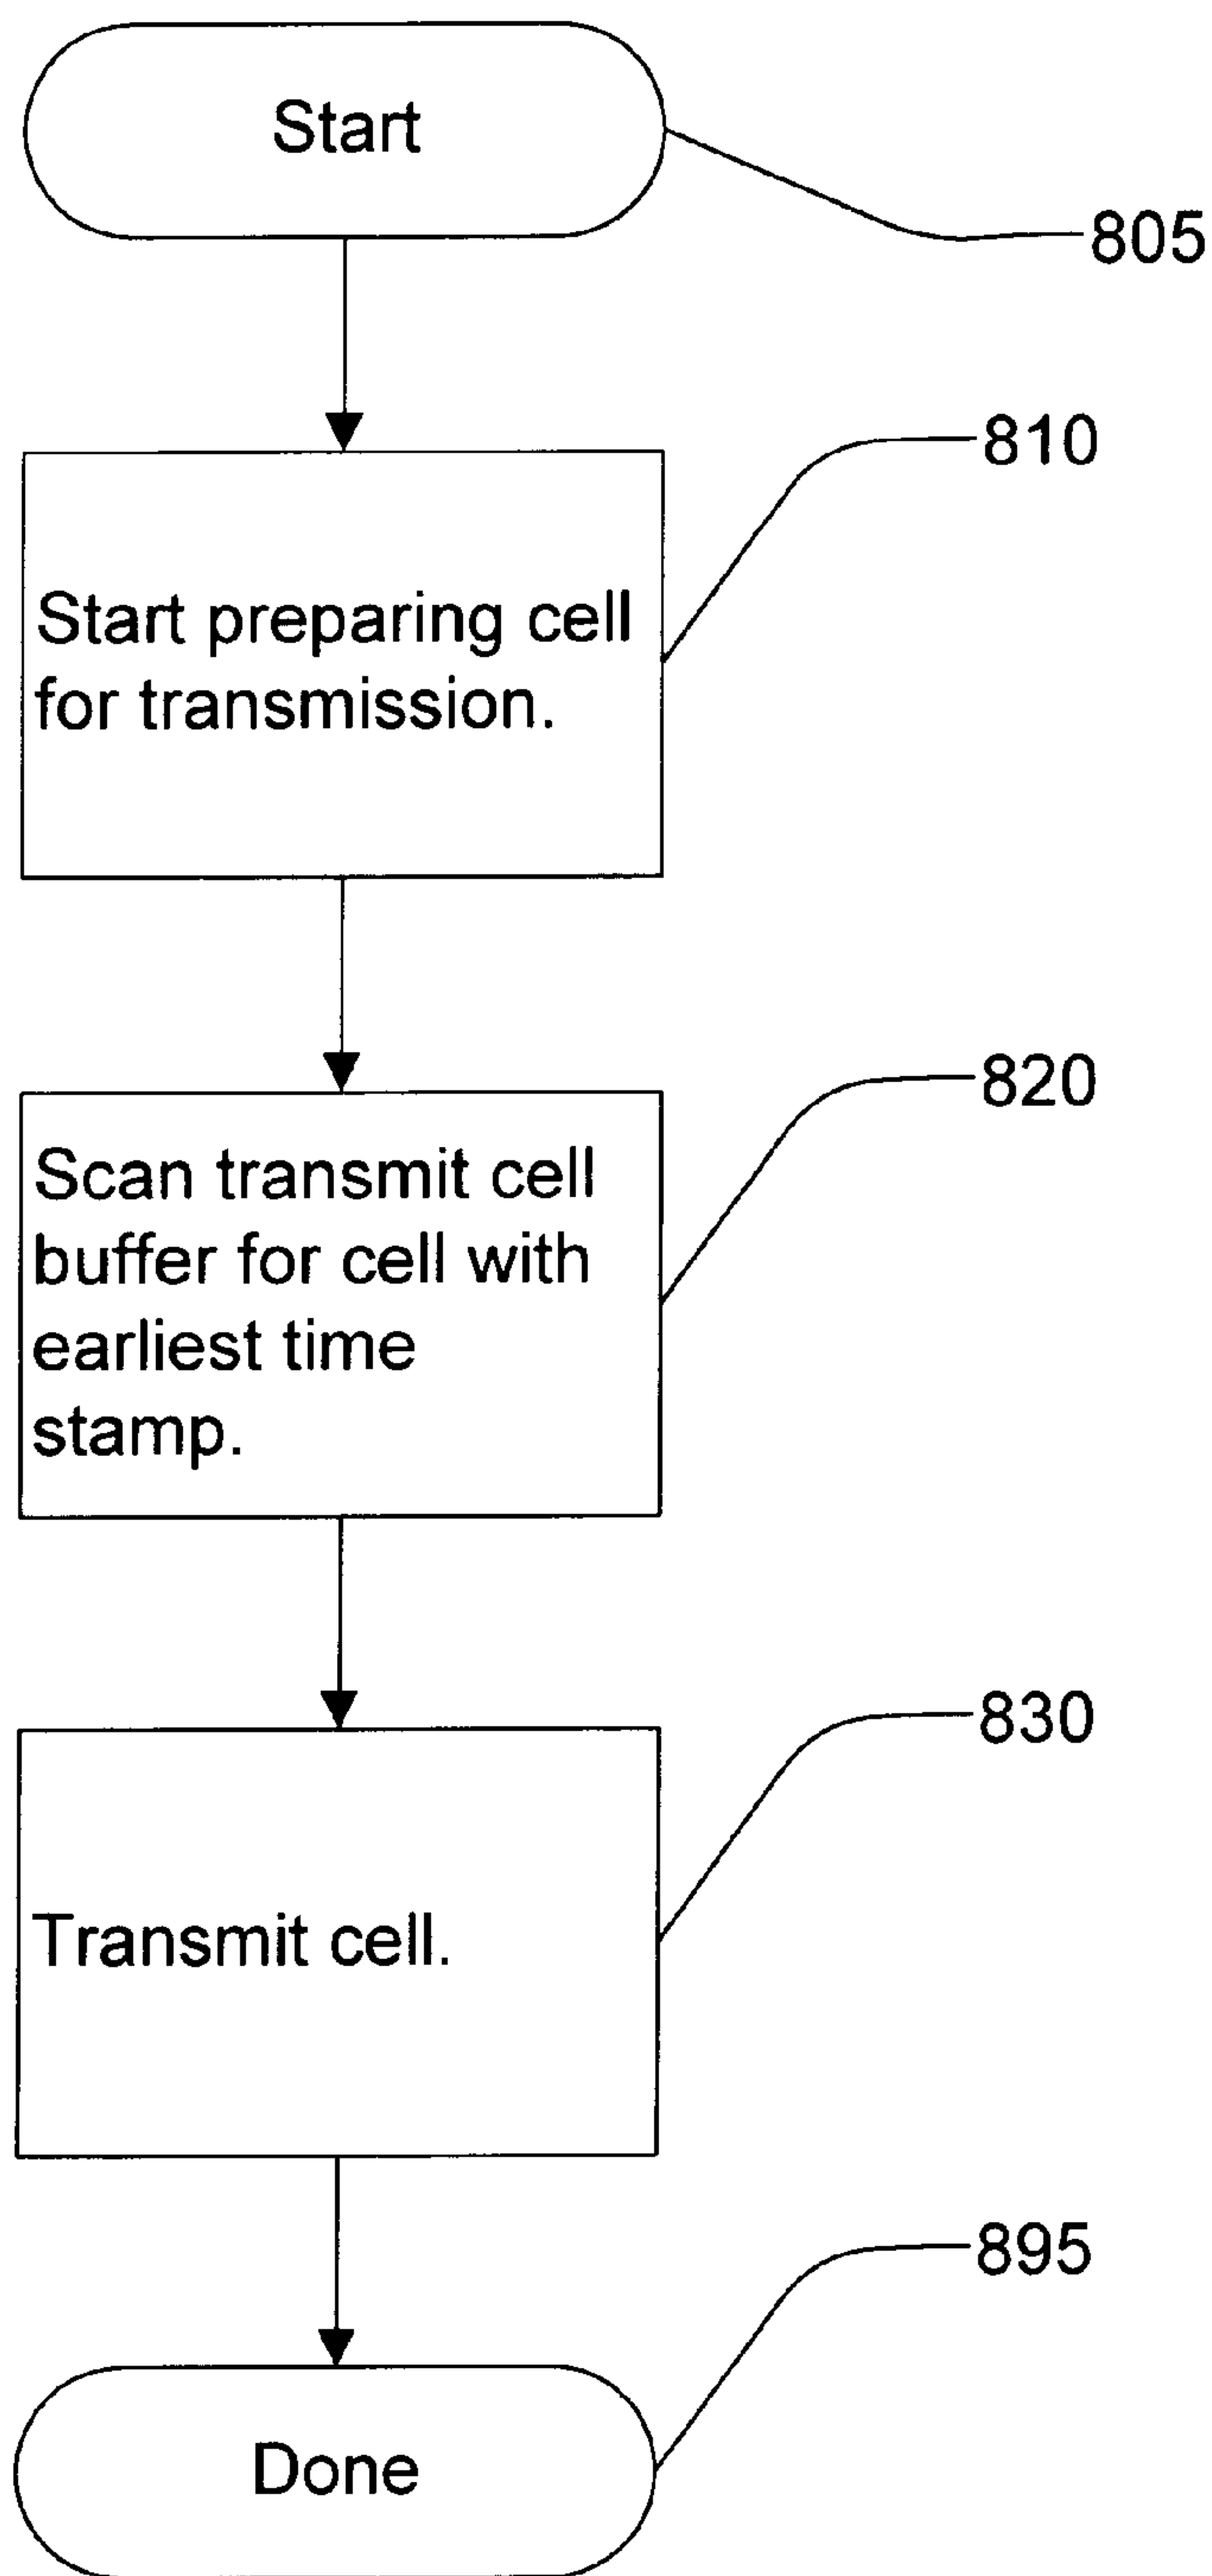 Start
805
810
Start preparing cell
for transmission.
820
Scan transmit cell
buffer for cell with
earliest time
stamp.
830
Transmit cell.
895
Done